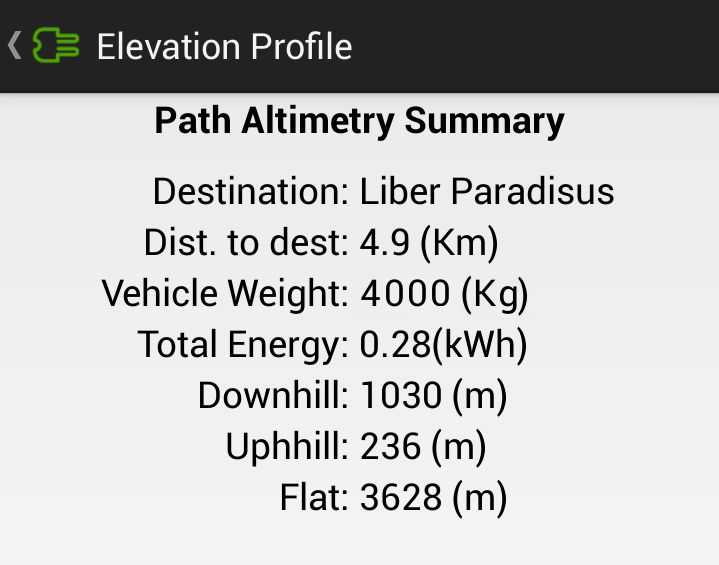 Elevation Profile
Path Altimetry Summary
Destination: Liber Paradisus
Dist. to dest: 4.9 (Km)
Vehicle Weight: 4000 (Kg)
Total Energy: 0.28(kWh)
Downhill: 1030 (m)
Uphhill: 236 (m)
Flat: 3628 (m)